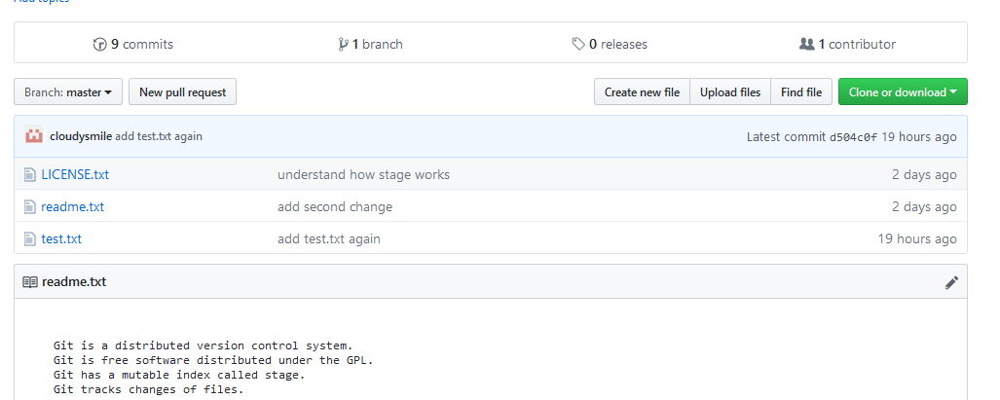 Add topics
9 commits 1 branch 0 releases 1 contributor
Branch: master New pull request Create new file Upload files Find file Clone or download
cloudysmile add test.txt again Latest commit d504c0f 19 hours ago
LICENSE.txt understand how stage works 2 days ago
readme.txt add second change 2 days ago
test.txt add test.txt again 19 hours ago
readme.txt
Git is a distributed version control system.
Git is free software distributed under the GPL.
Git has a mutable index called stage.
Git tracks changes of files.